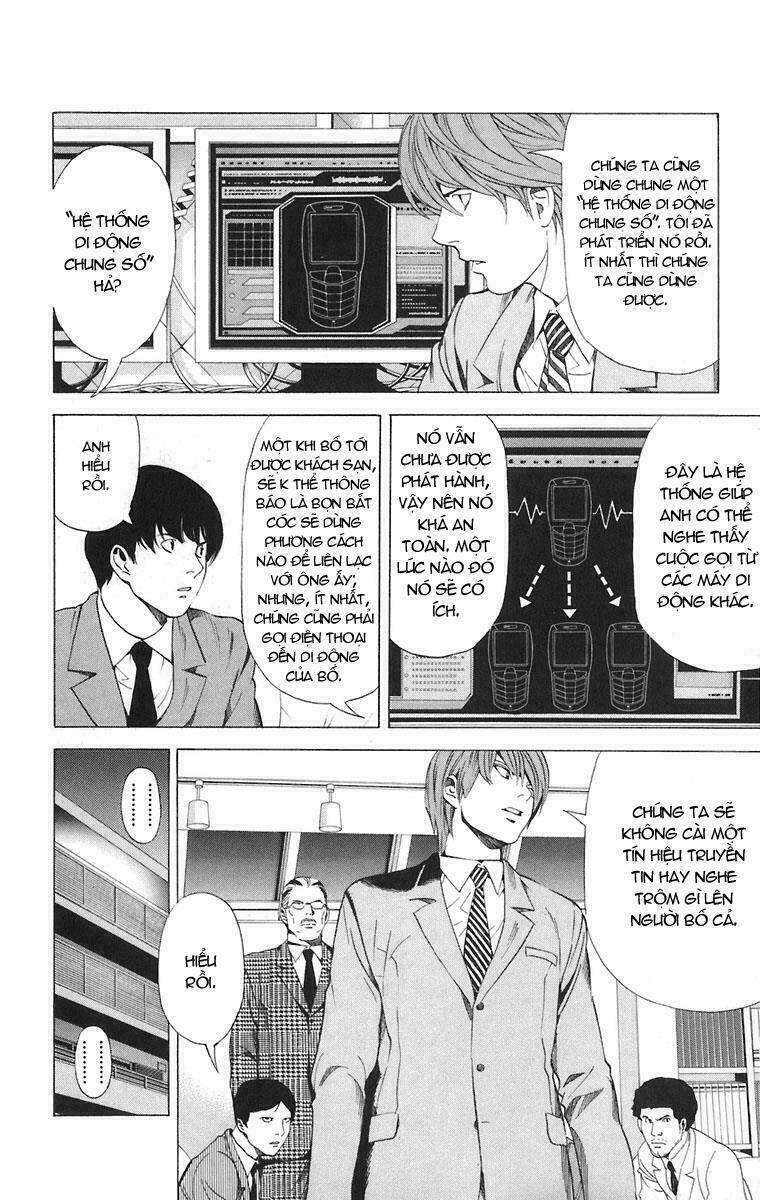 CHÚNG TA CŨNG
DÙNG CHUNG MỘT
"HỆ THỐNG DI ĐỘNG
CHUNG SỐ". TÔI ĐÃ
PHÁT TRIỂN NÓ RỒI.
ÍT NHẤT THÌ CHÚNG
TA CŨNG DÙNG
ĐƯỢC.
"HỆ THỐNG
DI ĐỘNG
CHUNG SỐ"
HẢ?
ĐÂY LÀ HỆ
THỐNG GIÚP
ANH CÓ THỂ
NGHE THẤY
CUỘC GỌI TỪ
CÁC MÁY DI
ĐỘNG KHÁC.
NÓ VẪN
CHƯA ĐƯỢC
PHÁT HÀNH,
VẬY NÊN NÓ
KHÁ AN
TOÀN. MỘT
LÚC NÀO ĐÓ
NÓ SẼ CÓ
ÍCH.
MỘT KHI BỐ TỚI
ĐƯỢC KHÁCH SẠN,
SẼ K THỂ THÔNG
BÁO LÀ BỌN BẮT
CÓC SẼ DÙNG
PHƯƠNG CÁCH
NÀO ĐỂ LIÊN LẠC
VỚI ÔNG ẤY;
NHƯNG, ÍT NHẤT,
CHÚNG CŨNG PHẢI
GỌI ĐIỆN THOẠI
ĐẾN DI ĐỘNG
CỦA BỐ.
ANH
HIỂU
RỒI.
CHÚNG TA SẼ
KHÔNG CÀI MỘT
TÍN HIỆU TRUYỀN
TIN HAY NGHE
TRỘM GÌ LÊN
NGƯỜI BỐ CẢ.
HIỂU
RỒI.
........
........